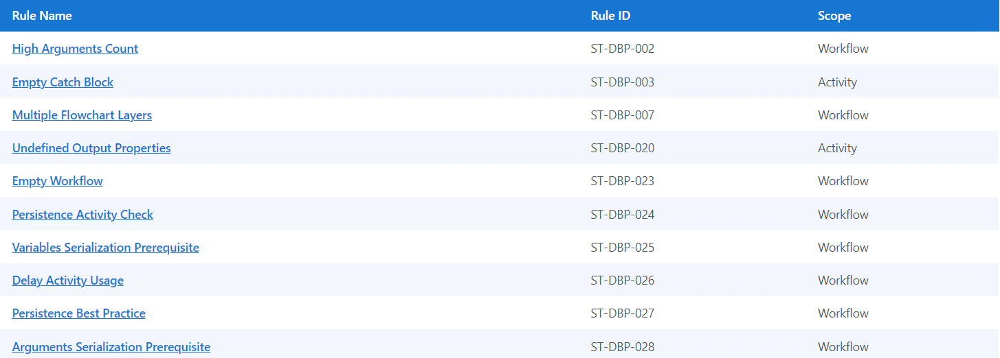 Rule Name Rule ID Scope
High Arguments Count ST-DBP-002 Workflow
Empty Catch Block ST-DBP-003 Activity
Multiple Flowchart Layers ST-DBP-007 Workflow
Undefined Output Properties ST-DBP-020 Activity
Empty Workflow ST-DBP-023 Workflow
Persistence Activity Check ST-DBP-024 Workflow
Variables Serialization Prerequisite ST-DBP-025 Workflow
Delay Activity Usage ST-DBP-026 Workflow
Persistence Best Practice ST-DBP-027 Workflow
Arguments Serialization Prerequisite ST-DBP-028 Workflow